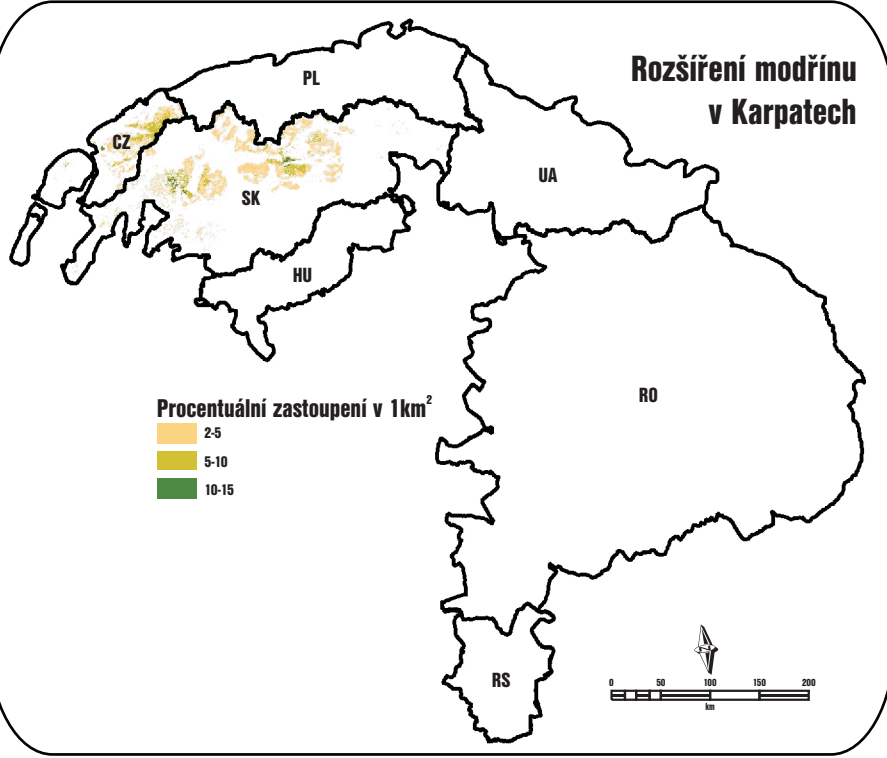 Rozšíření modřínu
v Karpatech
PL
CZ
UA
SK
HU
RO
Procentuální zastoupení v 1km²
2-5
5-10
10-15
RS
0 50 100 150 200
km